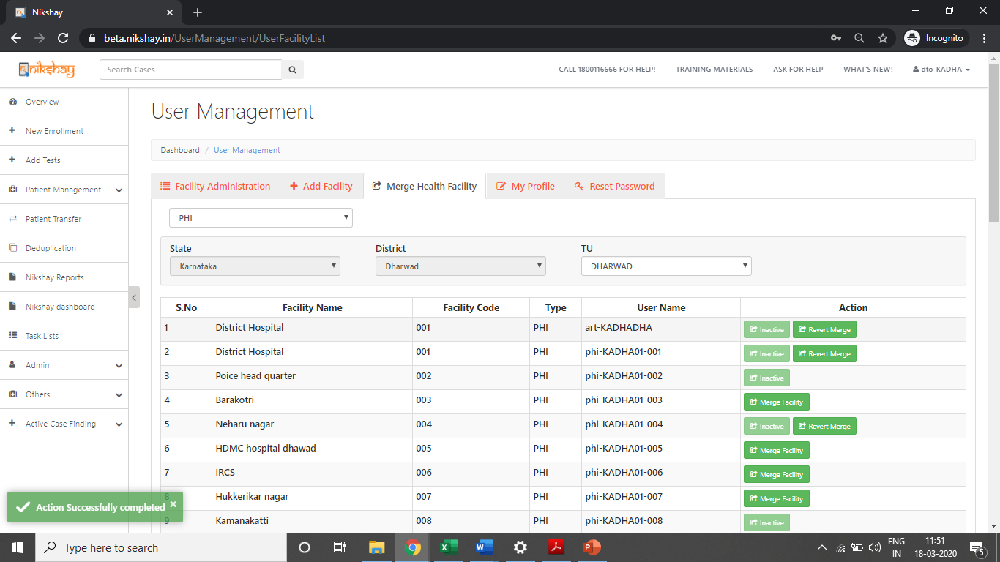 Nikshay
beta.nikshay.in/UserManagement/UserFacilityList
Incognito
nikshay
Search Cases
CALL 1800116666 FOR HELP!
TRAINING MATERIALS
ASK FOR HELP
WHAT'S NEW!
dto-KADHA
Overview
New Enrollment
Add Tests
Patient Management
Patient Transfer
Deduplication
Nikshay Reports
Nikshay dashboard
Task Lists
Admin
Others
Active Case Finding
User Management
Dashboard / User Management
Facility Administration
Add Facility
Merge Health Facility
My Profile
Reset Password
PHI
State District TU
Karnataka Dharwad DHARWAD
S.No Facility Name Facility Code Type User Name Action
1 District Hospital 001 PHI art-KADHADHA Inactive Revert Merge
2 District Hospital 001 PHI phi-KADHA01-001 Inactive Revert Merge
3 Poice head quarter 002 PHI phi-KADHA01-002 Inactive
4 Barakotri 003 PHI phi-KADHA01-003 Merge Facility
5 Neharu nagar 004 PHI phi-KADHA01-004 Inactive Revert Merge
6 HDMC hospital dhawad 005 PHI phi-KADHA01-005 Merge Facility
7 IRCS 006 PHI phi-KADHA01-006 Merge Facility
8 Hukkerikar nagar 007 PHI phi-KADHA01-007 Merge Facility
9 Kamanakatti 008 PHI phi-KADHA01-008 Inactive
Action Successfully completed
Type here to search
ENG
IN
11:51
18-03-2020
5